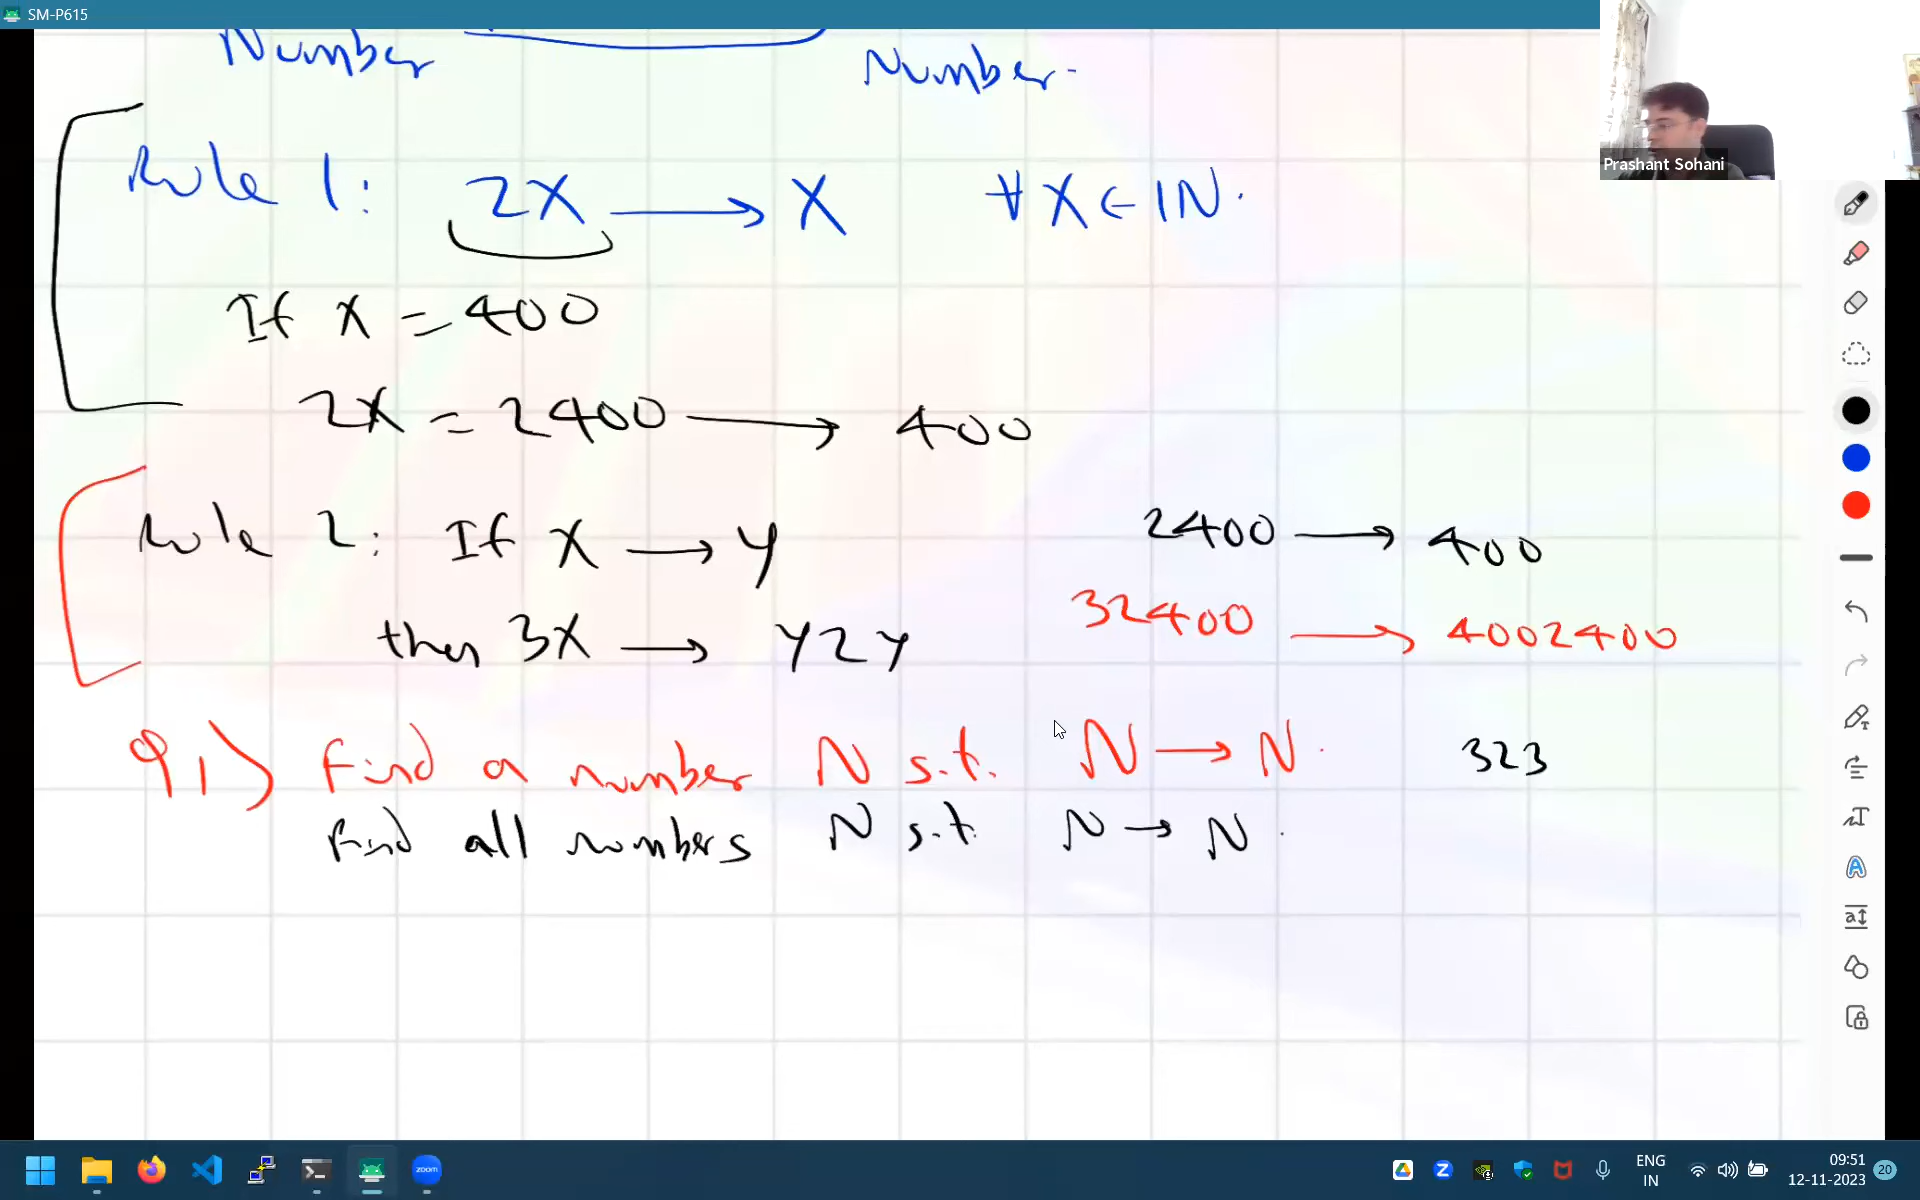 SM-P615
Number Number.
Prashant Sohani
Rule 1: 2X → X ∀ X ∈ IN.
If X = 400
2X = 2400 → 400
Rule 2: If X → Y
then 3X → Y2Y
2400 → 400
32400 → 4002400
Q1) Find a number N s.t. N → N.
323
Find all numbers N s.t. N → N.
zoom
ENG
IN
09:51
12-11-2023
20